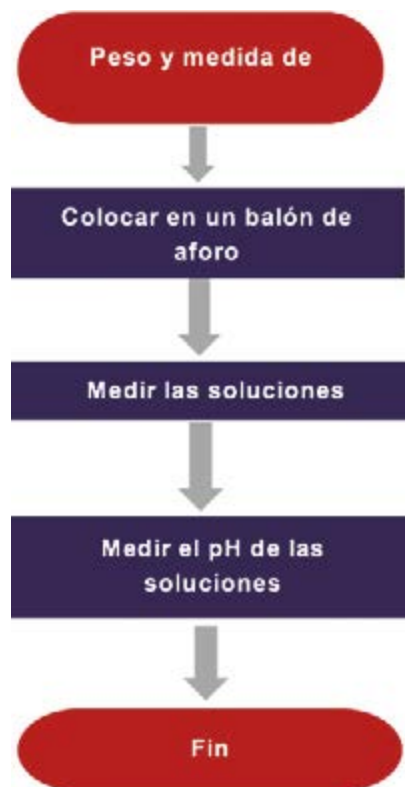 Peso y medida de
Colocar en un balón de
aforo
Medir las soluciones
Medir el pH de las
soluciones
Fin